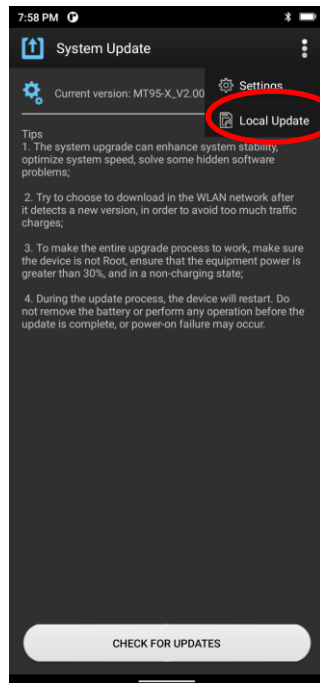 7:58 PM
System Update
Settings
Current version: MT95-X_V2.00
Local Update
Tips
1. The system upgrade can enhance system stability,
optimize system speed, solve some hidden software
problems;
2. Try to choose to download in the WLAN network after
it detects a new version, in order to avoid too much traffic
charges;
3. To make the entire upgrade process to work, make sure
the device is not Root, ensure that the equipment power is
greater than 30%, and in a non-charging
state;
4. During the update process, the device will restart. Do
not remove the battery or perform any operation before the
update is complete, or power-on failure may occur.
CHECK FOR UPDATES